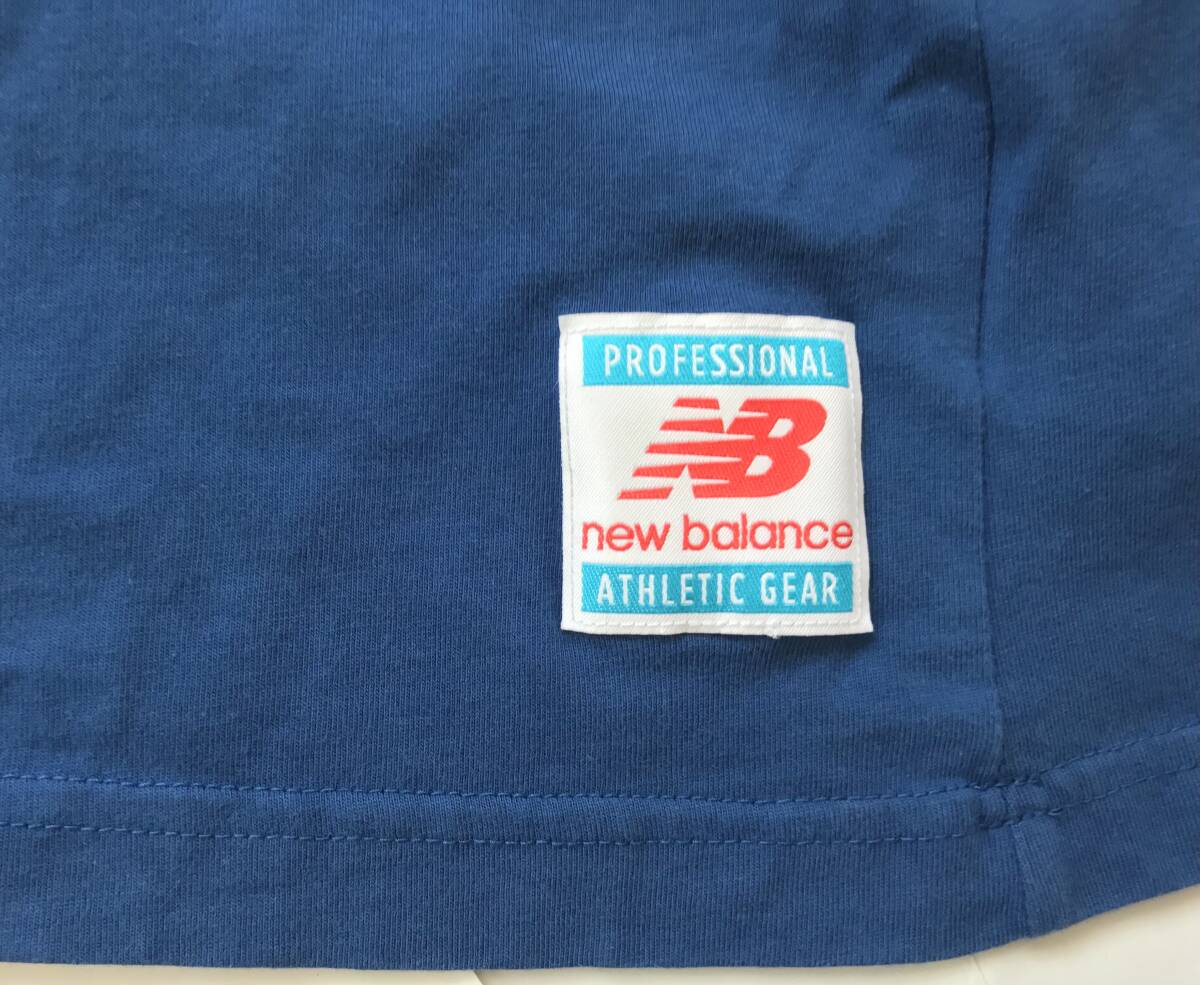 PROFESSIONAL
NB
new balance
ATHLETIC GEAR